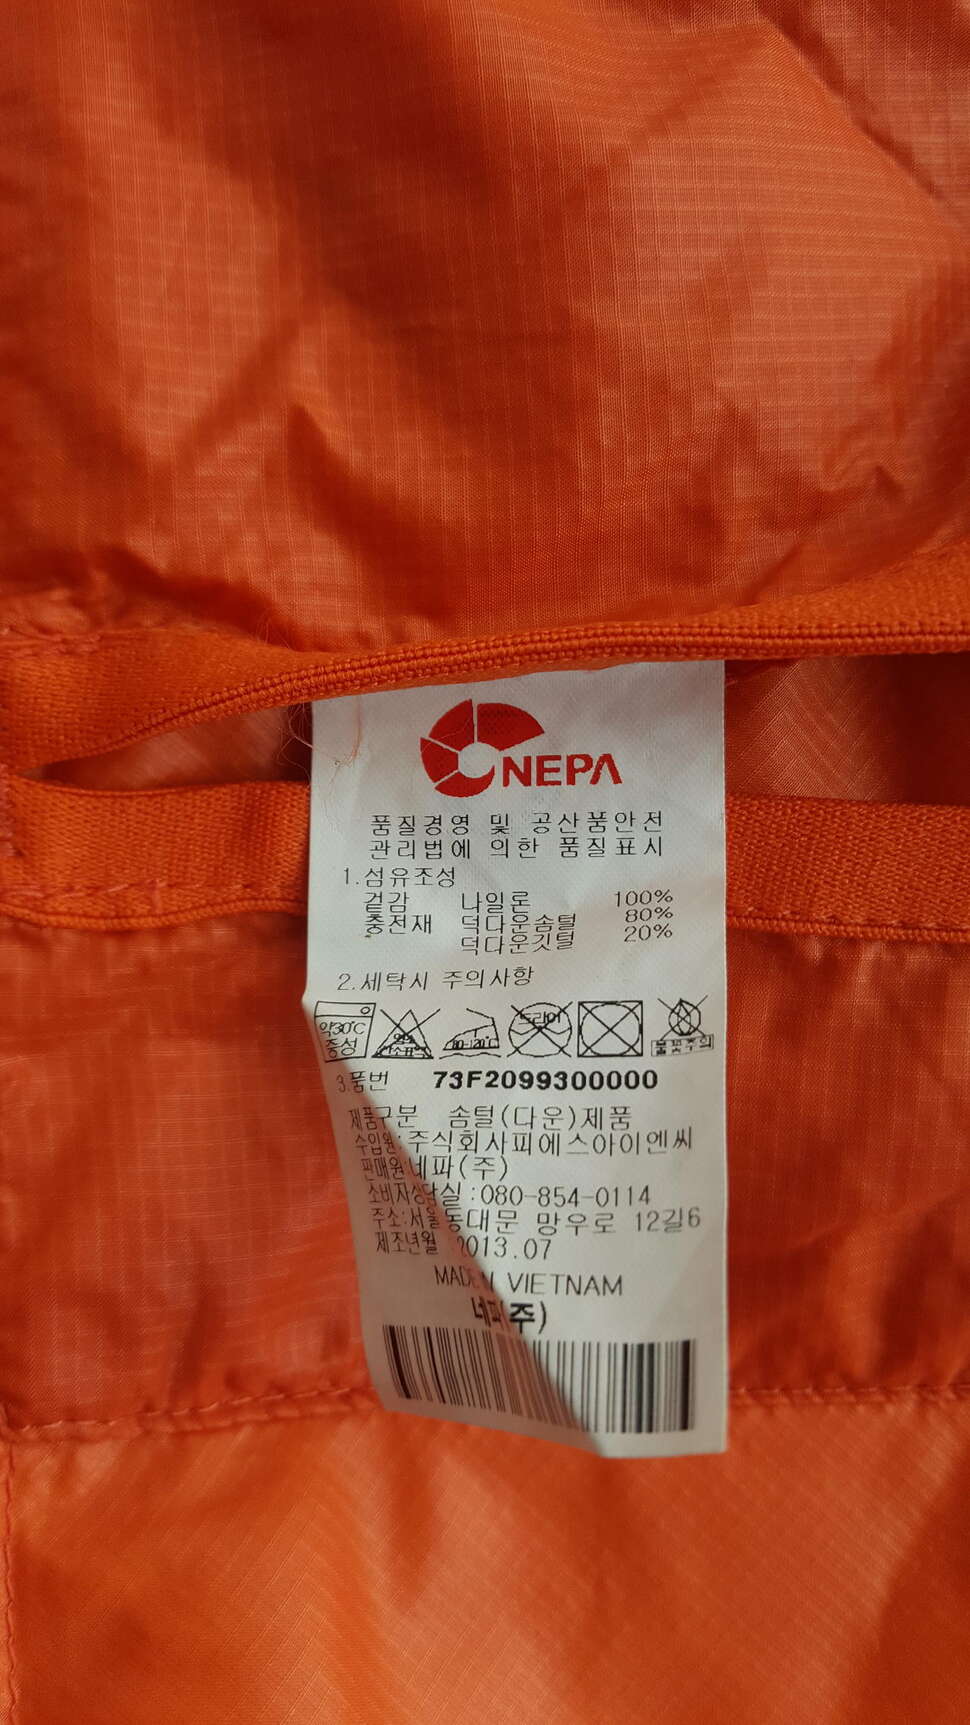 NEPA
품질경영 및 공산품안전
관리법에 의한 품질표시
1.섬유조성
겉감 나일론 100%
충전재 덕다운솜털 80%
덕다운깃털 20%
2.세탁시 주의사항
약30℃
중성
드라이
80-120℃
불꽃주의
3.품번 73F2099300000
제품구분 솜털(다운)제품
수입원:주식회사피에스아이엔씨
판매원:네파(주)
소비자상담실:080-854-0114
주소:서울 동대문 망우로 12길6
제조년월 2013.07
MADE VIETNAM
네파(주)